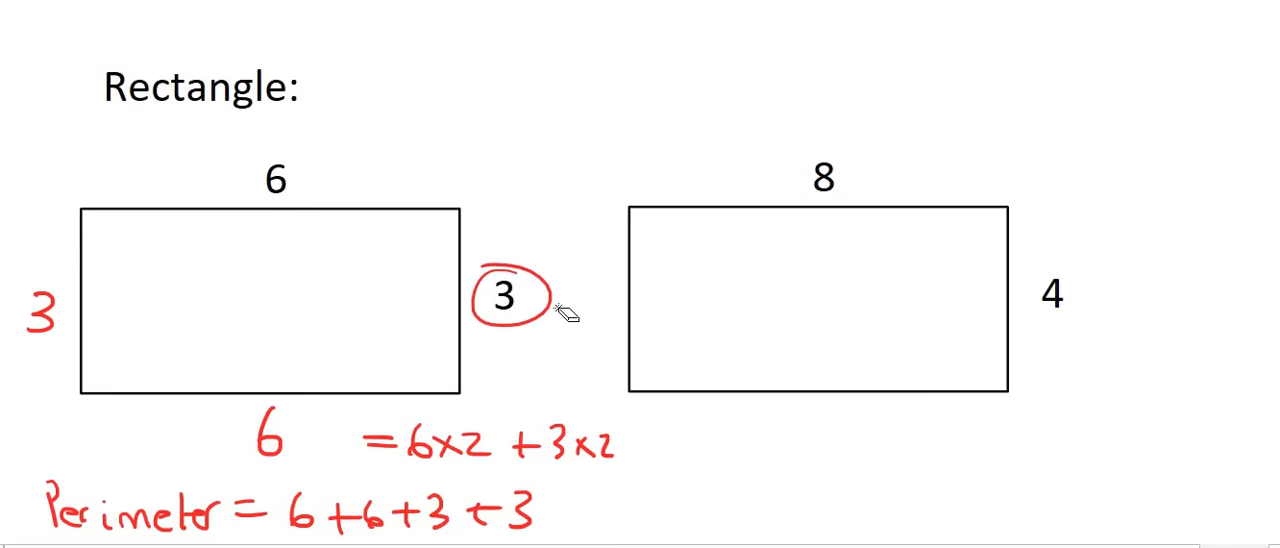 Rectangle:
6
8
3
3
4
6
=6x2 +3x2
Perimeter = 6+6+3+3